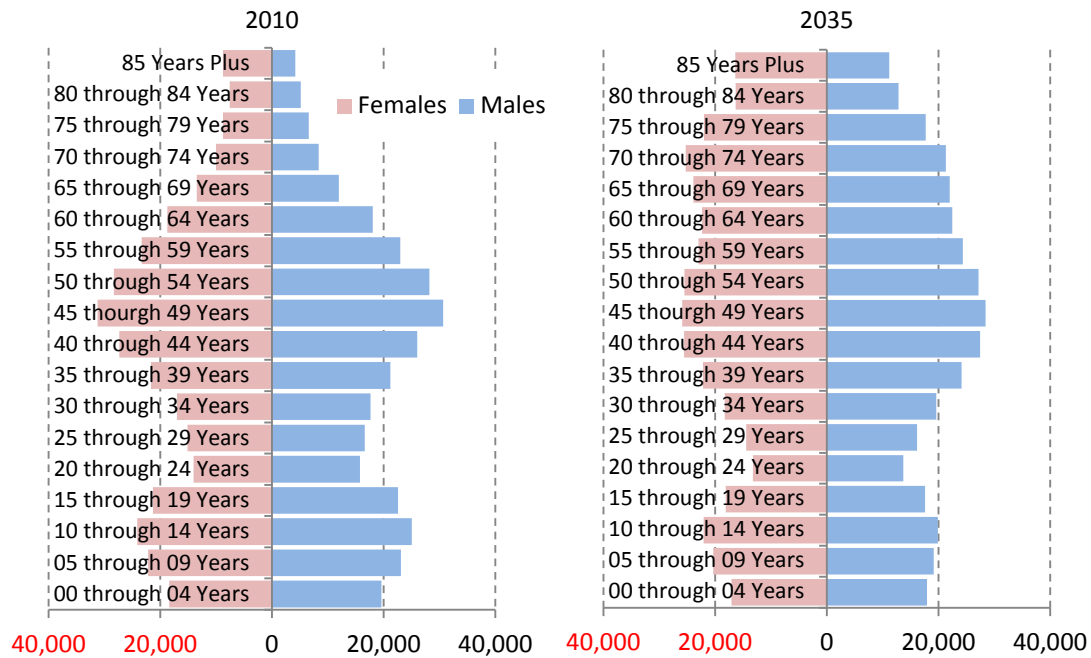 2010
85 Years Plus
80 through 84 Years
75 through 79 Years
70 through 74 Years
65 through 69 Years
60 through 64 Years
55 through 59 Years
50 through 54 Years
45 thourgh 49 Years
40 through 44 Years
35 through 39 Years
30 through 34 Years
25 through 29 Years
20 through 24 Years
15 through 19 Years
10 through 14 Years
05 through 09 Years
00 through 04 Years
Females Males
40,000 20,000 0 20,000 40,000
2035
85 Years Plus
80 through 84 Years
75 through 79 Years
70 through 74 Years
65 through 69 Years
60 through 64 Years
55 through 59 Years
50 through 54 Years
45 thourgh 49 Years
40 through 44 Years
35 through 39 Years
30 through 34 Years
25 through 29 Years
20 through 24 Years
15 through 19 Years
10 through 14 Years
05 through 09 Years
00 through 04 Years
40,000 20,000 0 20,000 40,000